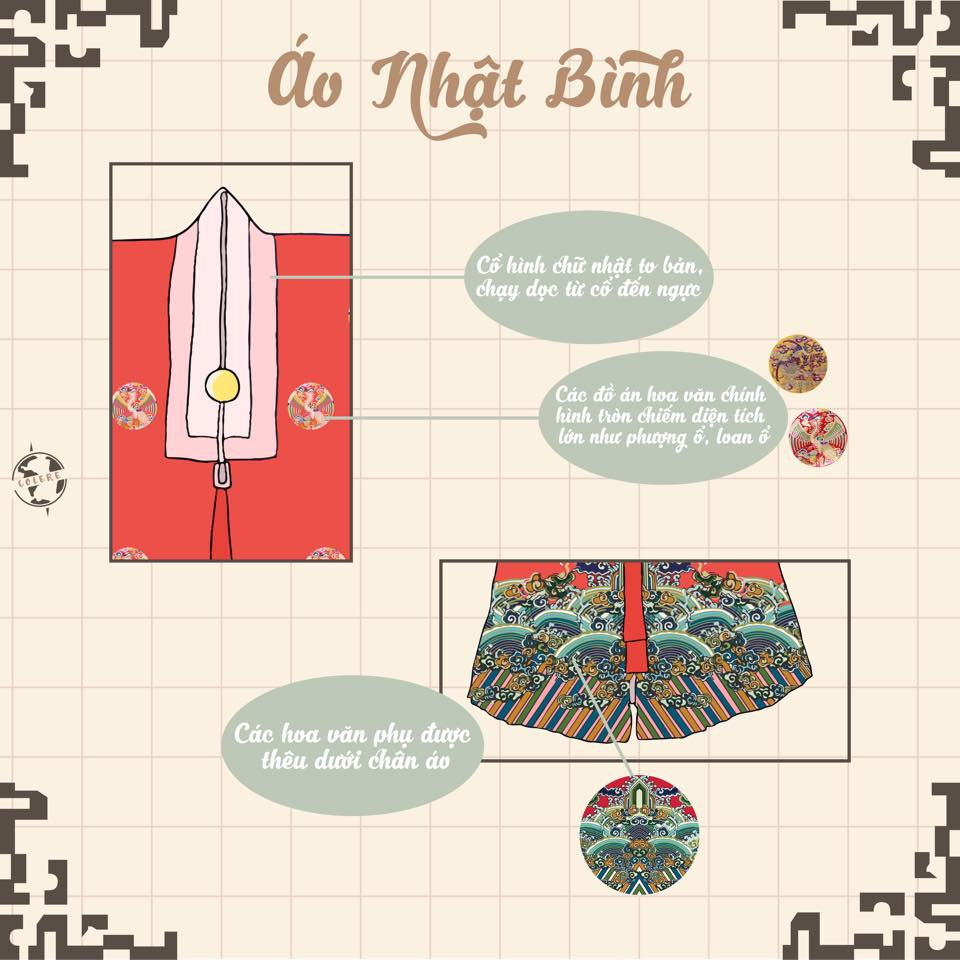 Áo Nhật Bình
Cổ hình chữ nhật to bản,
chạy dọc từ cổ đến ngực
Các đồ án hoa văn chính
hình tròn chiếm diện tích
lớn như phượng ổ, loan ổ
COLERE
Các hoa văn phụ được
thêu dưới chân áo